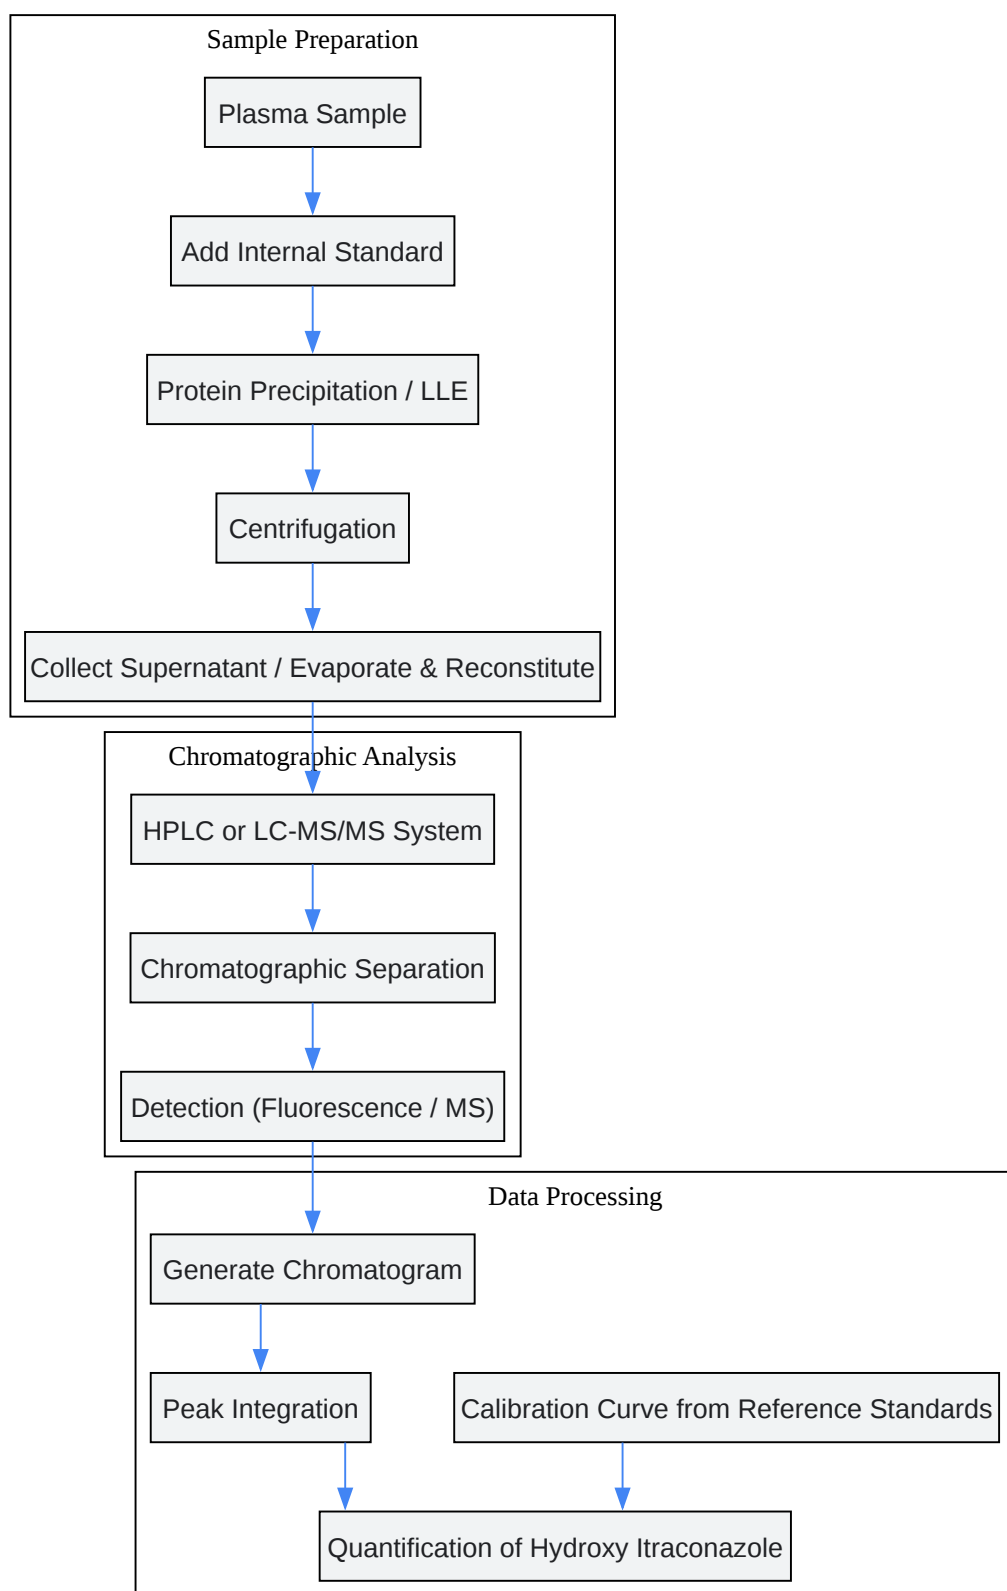 Sample Preparation
Plasma Sample
Add Internal Standard
Protein Precipitation / LLE
Centrifugation
Collect Supernatant / Evaporate & Reconstitute
Chromatographic Analysis
HPLC or LC-MS/MS System
Chromatographic Separation
Detection (Fluorescence / MS)
Data Processing
Generate Chromatogram
Peak Integration
Calibration Curve from Reference Standards
Quantification of Hydroxy Itraconazole